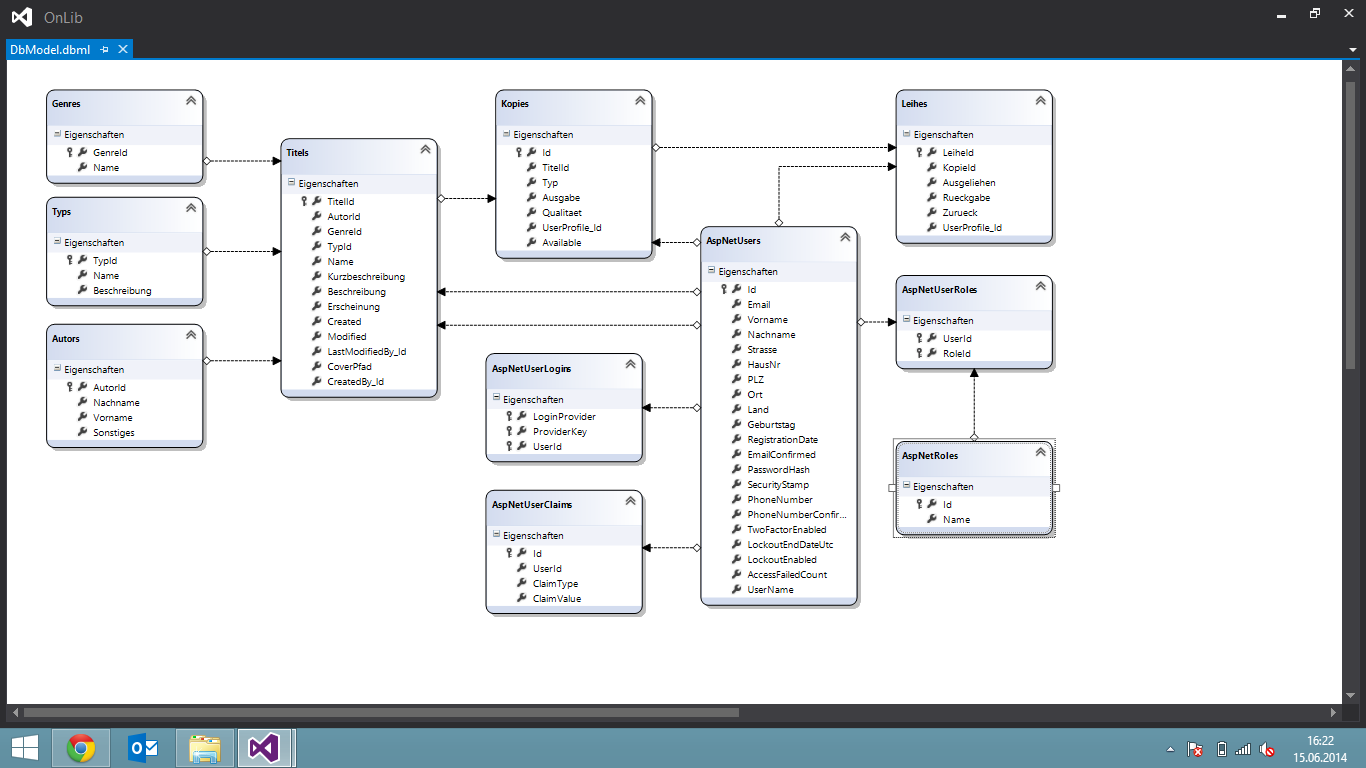 OnLib
DbModel.dbml
Genres
Eigenschaften
GenreId
Name
Typs
Eigenschaften
TypId
Name
Beschreibung
Autors
Eigenschaften
AutorId
Nachname
Vorname
Sonstiges
Titels
Eigenschaften
TitelId
AutorId
GenreId
TypId
Name
Kurzbeschreibung
Beschreibung
Erscheinung
Created
Modified
LastModifiedBy_Id
CoverPfad
CreatedBy_Id
Kopies
Eigenschaften
Id
TitelId
Typ
Ausgabe
Qualitaet
UserProfile_Id
Available
AspNetUserLogins
Eigenschaften
LoginProvider
ProviderKey
UserId
AspNetUserClaims
Eigenschaften
Id
UserId
ClaimType
ClaimValue
AspNetUsers
Eigenschaften
Id
Email
Vorname
Nachname
Strasse
HausNr
PLZ
Ort
Land
Geburtstag
RegistrationDate
EmailConfirmed
PasswordHash
SecurityStamp
PhoneNumber
PhoneNumberConfir...
TwoFactorEnabled
LockoutEndDateUtc
LockoutEnabled
AccessFailedCount
UserName
Leihes
Eigenschaften
LeiheId
KopieId
Ausgeliehen
Rueckgabe
Zurueck
UserProfile_Id
AspNetUserRoles
Eigenschaften
UserId
RoleId
AspNetRoles
Eigenschaften
Id
Name
16:22
15.06.2014